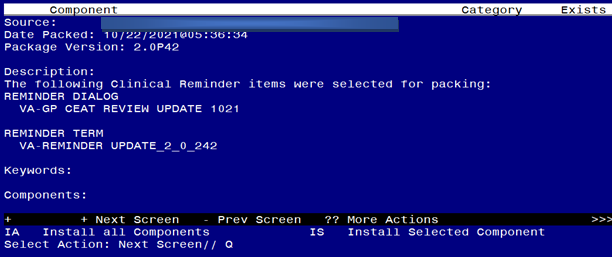 Component Category Exists
Source:
Date Packed: 10/22/2021@05:36:34
Package Version: 2.0P42
Description:
The following Clinical Reminder items were selected for packing:
REMINDER DIALOG
VA-GP CEAT REVIEW UPDATE 1021
REMINDER TERM
VA-REMINDER UPDATE_2_0_242
Keywords:
Components:
+ + Next Screen - Prev Screen ?? More Actions >>>
IA Install all Components IS Install Selected Component
Select Action: Next Screen// Q